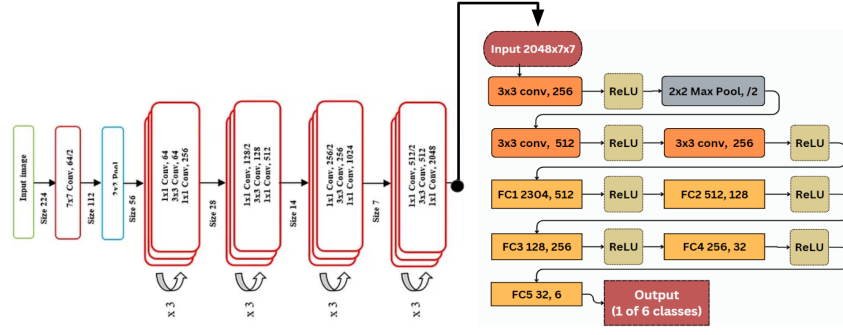 Input image
Size 224
7x7 Conv, 64/2
Size 112
Pool
Size 56
1x1 Conv, 64
3x3 Conv, 64
1x1 Conv, 256
x 3
Size 28
1x1 Conv, 128/2
3x3 Conv, 128
1x1 Conv, 512
x 3
Size 14
1x1 Conv, 256/2
3x3 Conv, 256
1x1 Conv, 1024
x 3
Size 7
1x1 Conv, 512/2
3x3 Conv, 512
1x1 Conv, 2048
x 3
Input 2048x7x7
3x3 conv, 256
ReLU
2x2 Max Pool, /2
3x3 conv, 512
ReLU
3x3 conv, 256
ReLU
FC1 2304, 512
ReLU
FC2 512, 128
ReLU
FC3 128, 256
ReLU
FC4 256, 32
ReLU
FC5 32, 6
Output
(1 of 6 classes)